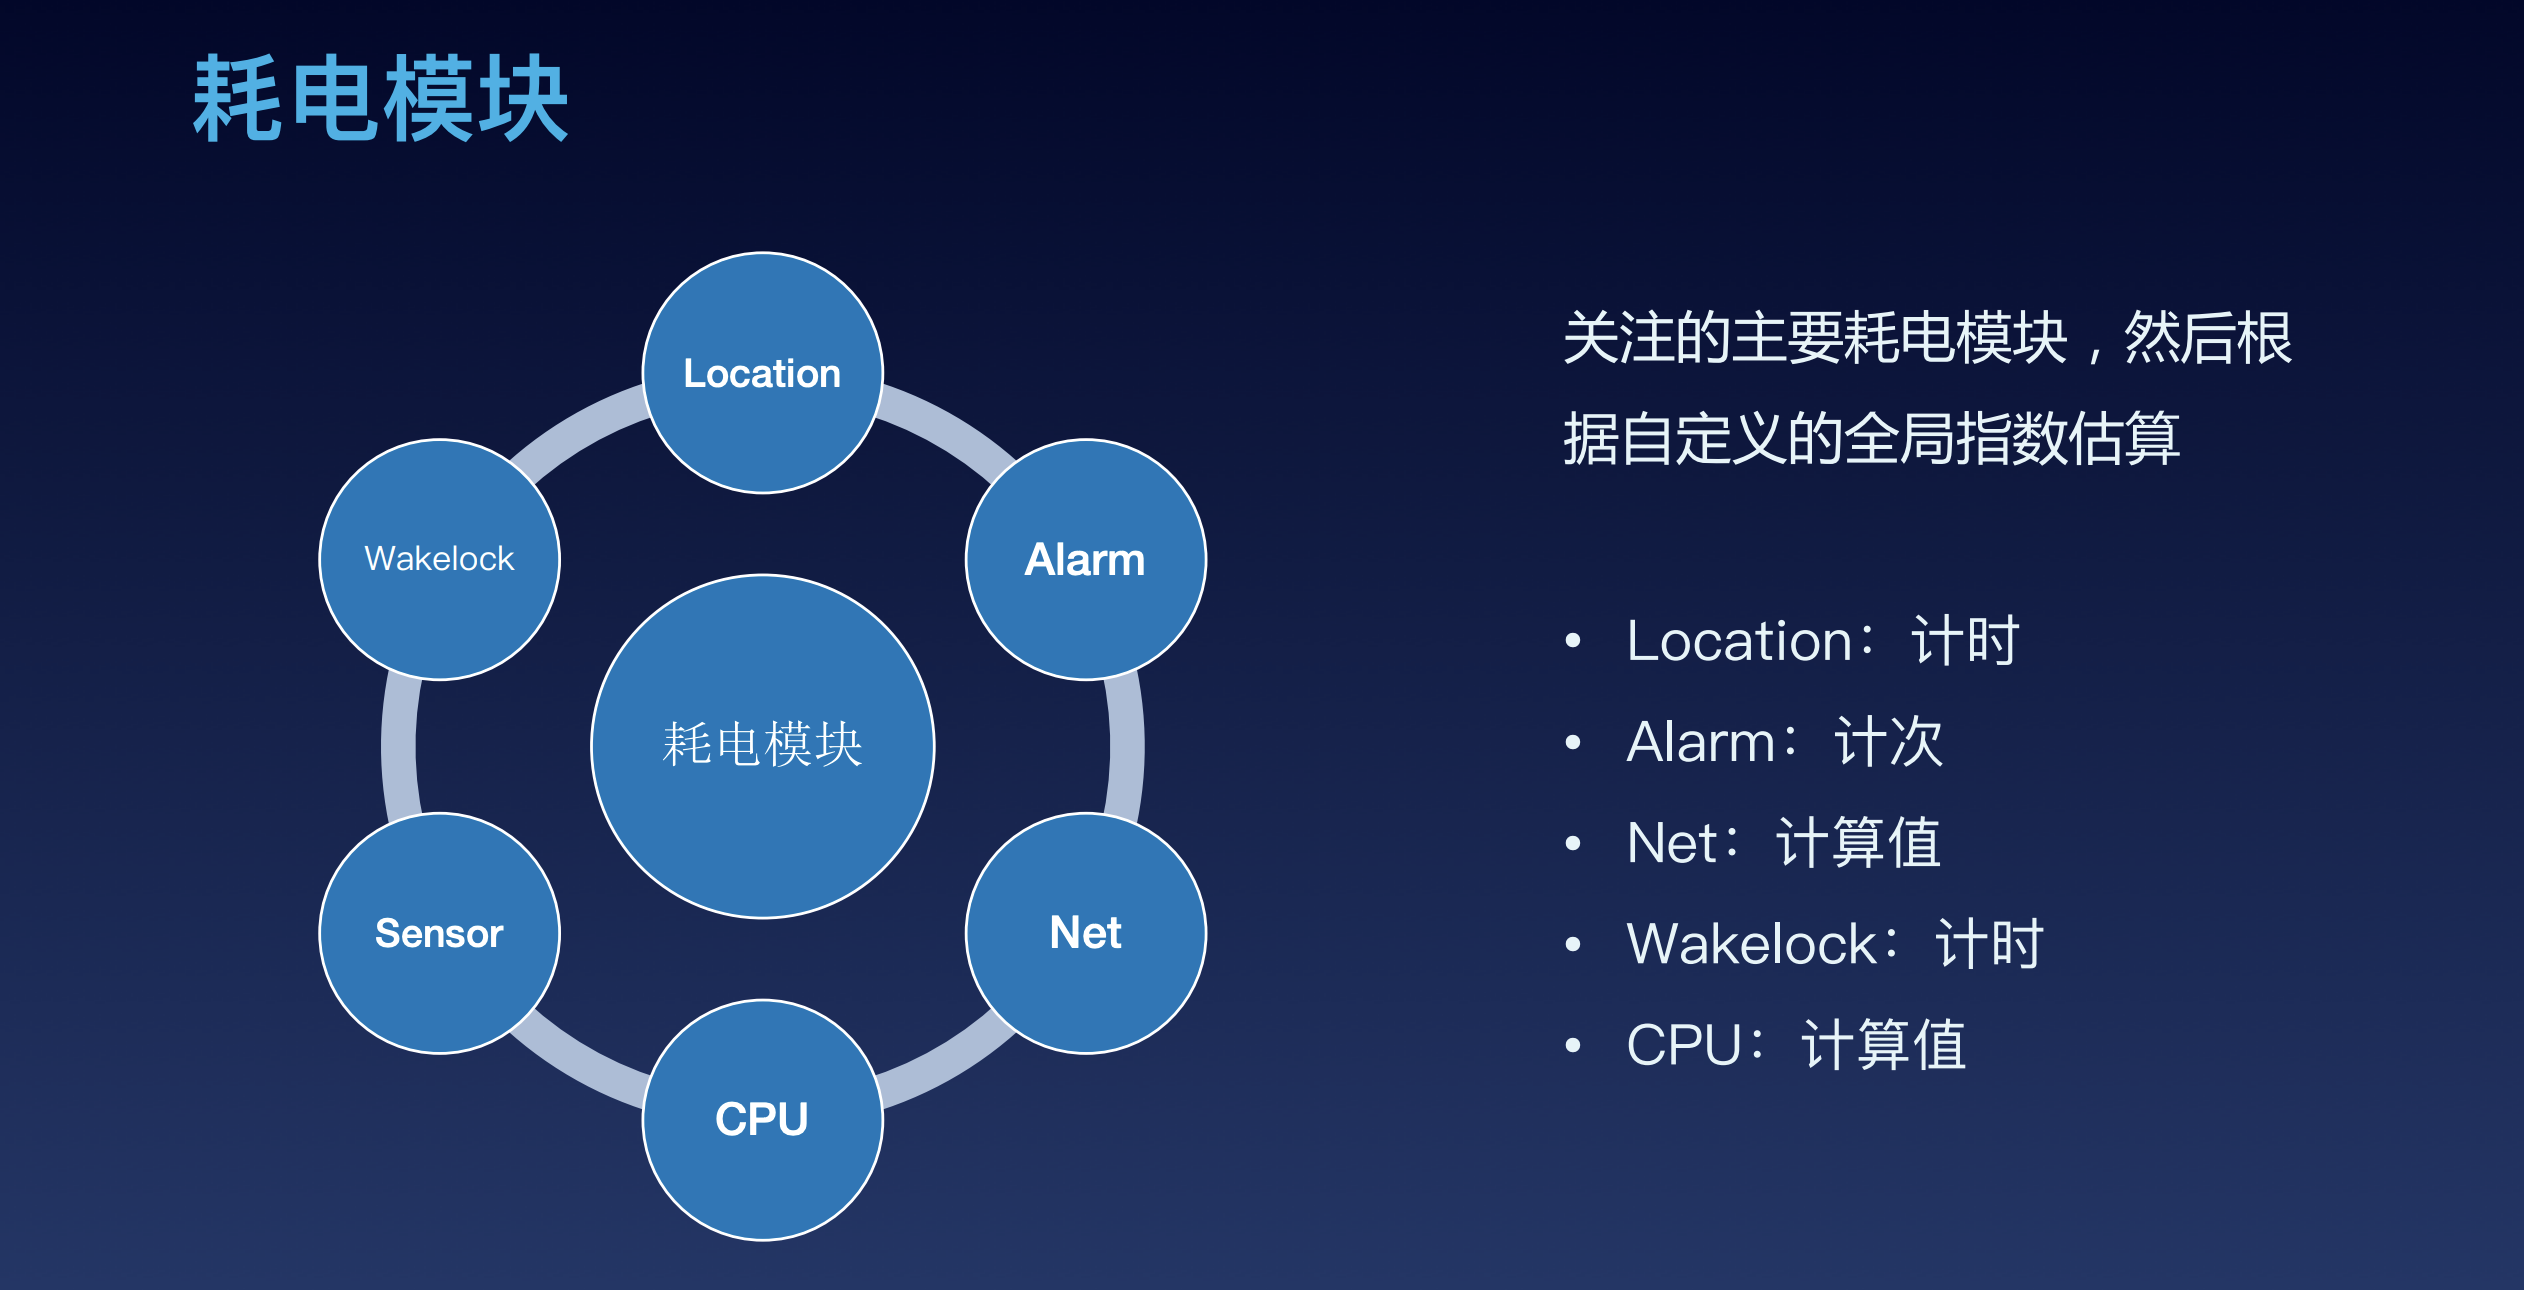 耗电模块
Location
Alarm
Wakelock
耗电模块
Sensor
Net
CPU
关注的主要耗电模块，然后根
据自定义的全局指数估算
• Location：计时
• Alarm：计次
• Net：计算值
• Wakelock：计时
• CPU：计算值